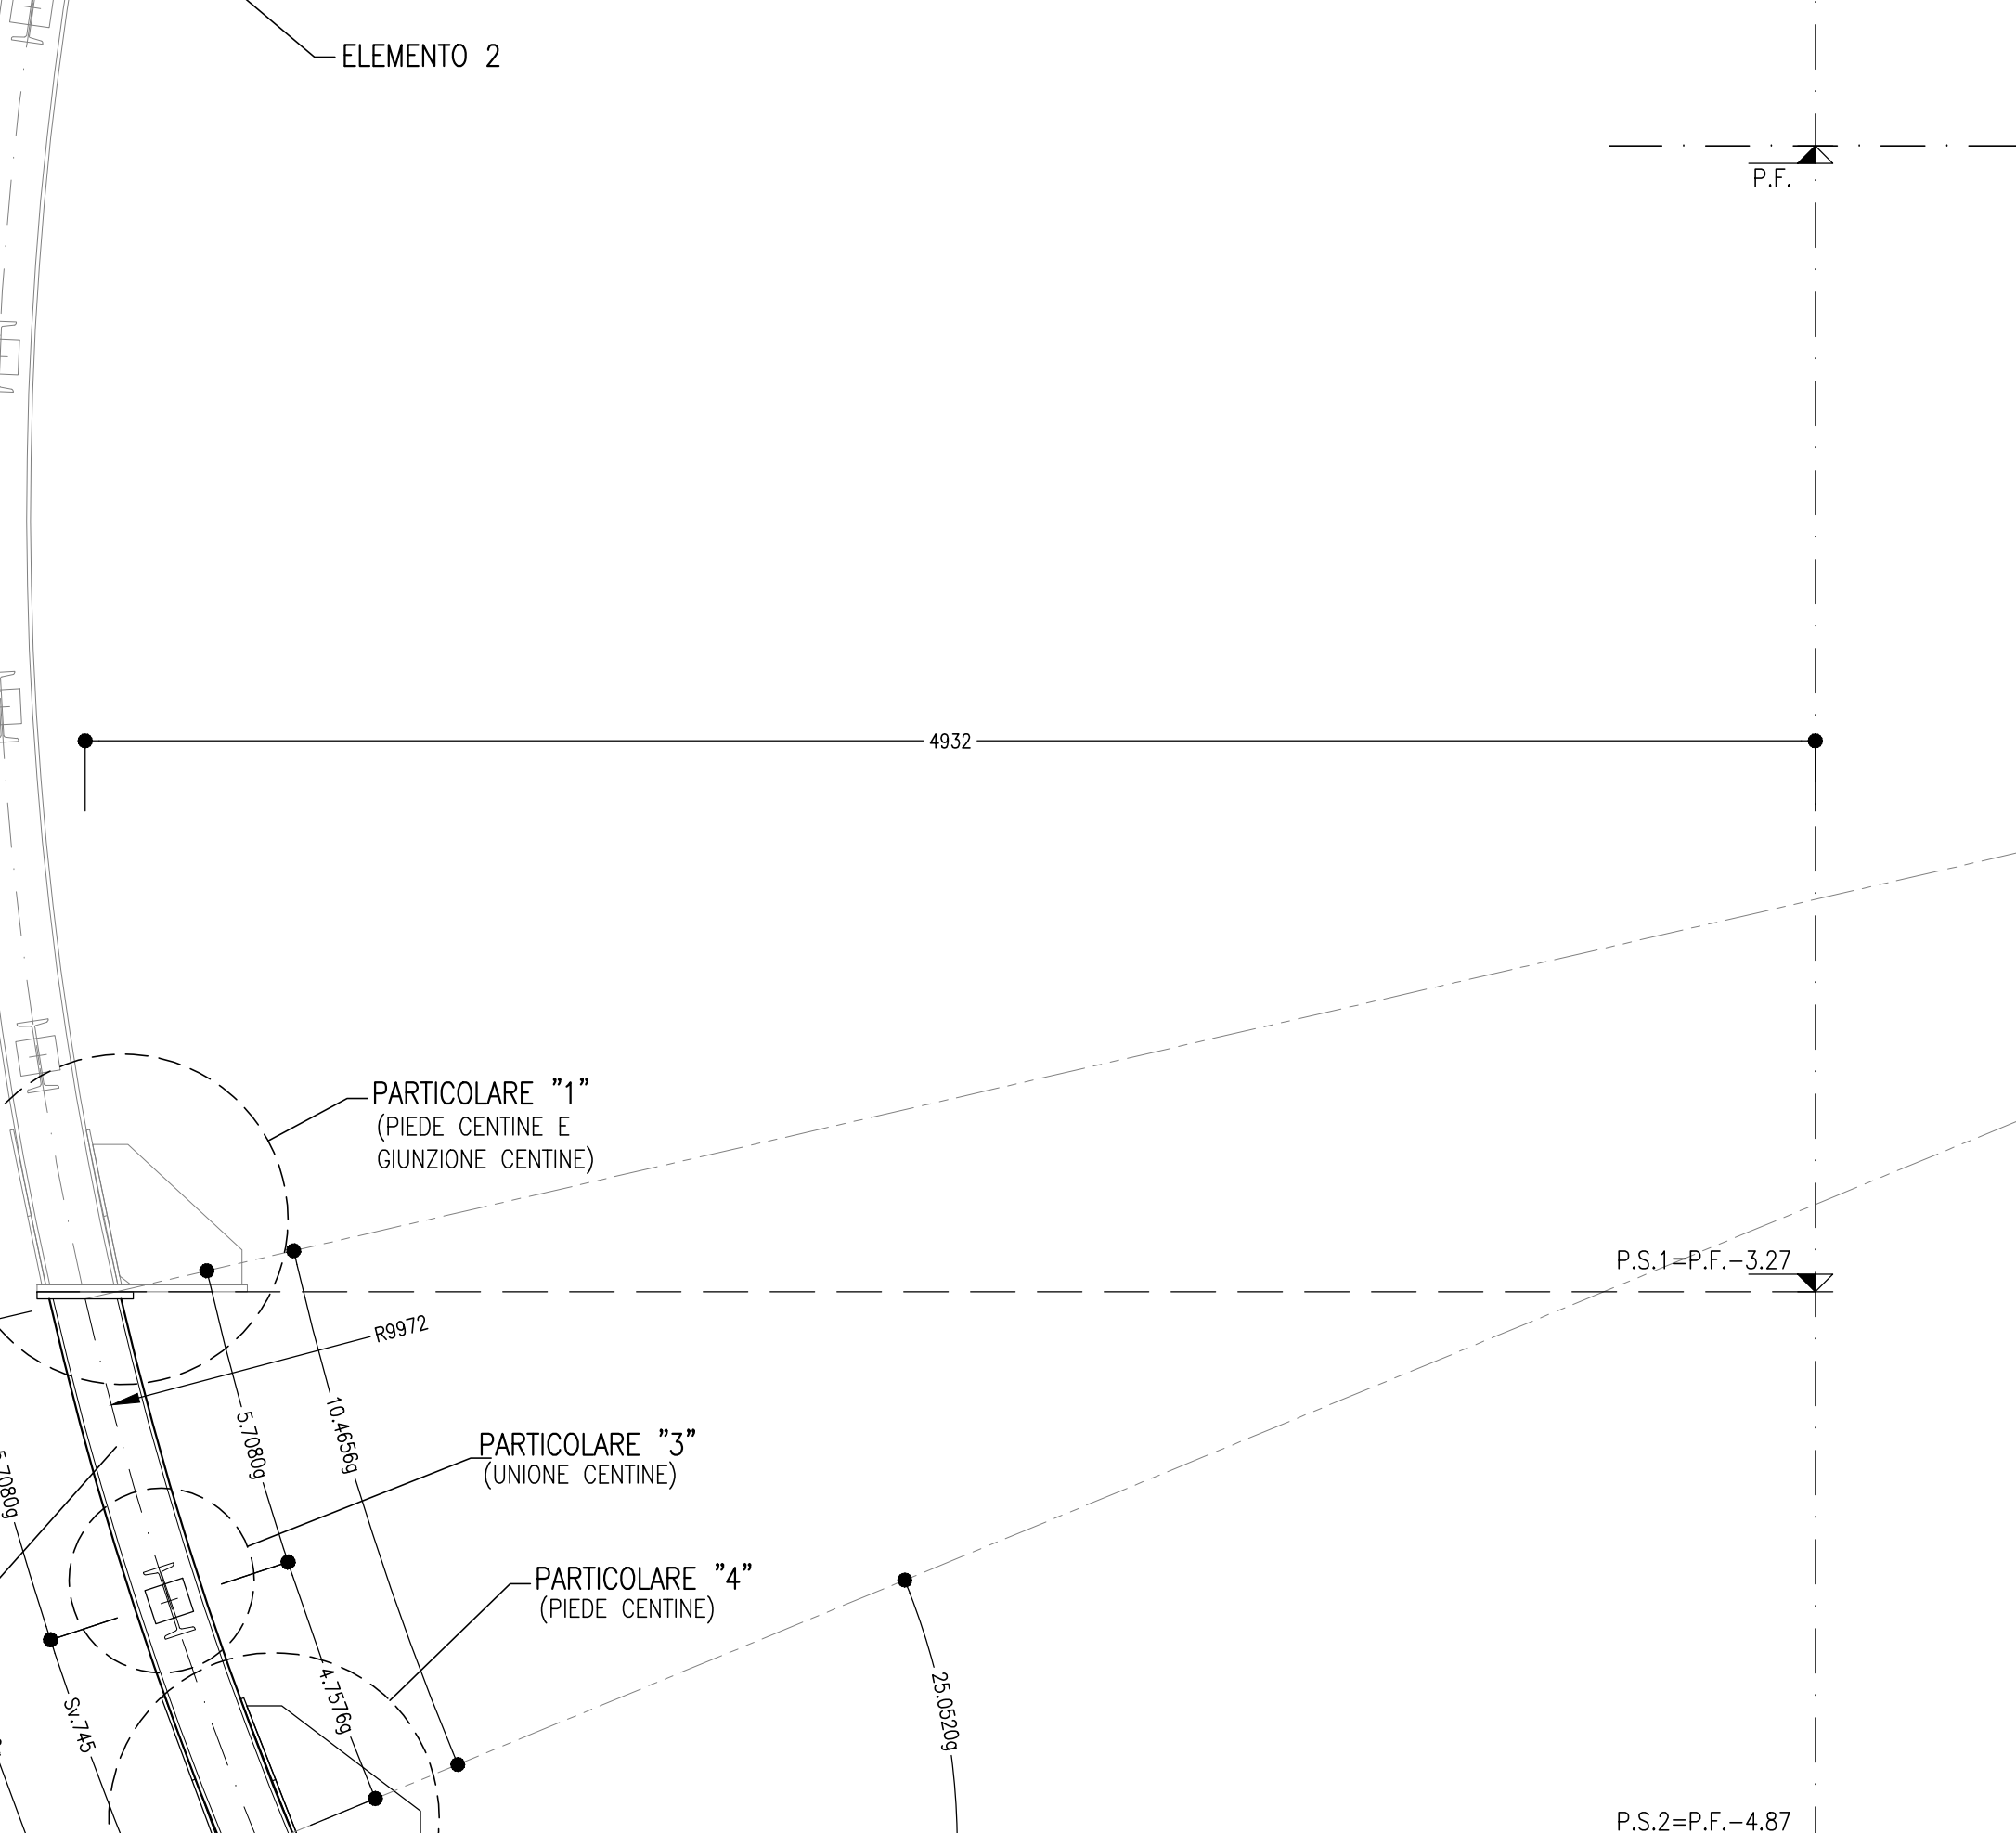 ELEMENTO 2
P.F.
4932
PARTICOLARE "1"
(PIEDE CENTINE E
GIUNZIONE CENTINE)
P.S.1=P.F.-3.27
R9972
5.7080g
10.4656g
PARTICOLARE "3"
(UNIONE CENTINE)
5.7080g
PARTICOLARE "4"
(PIEDE CENTINE)
4.7576g
25.0520g
Sv.745
P.S.2=P.F.-4.87